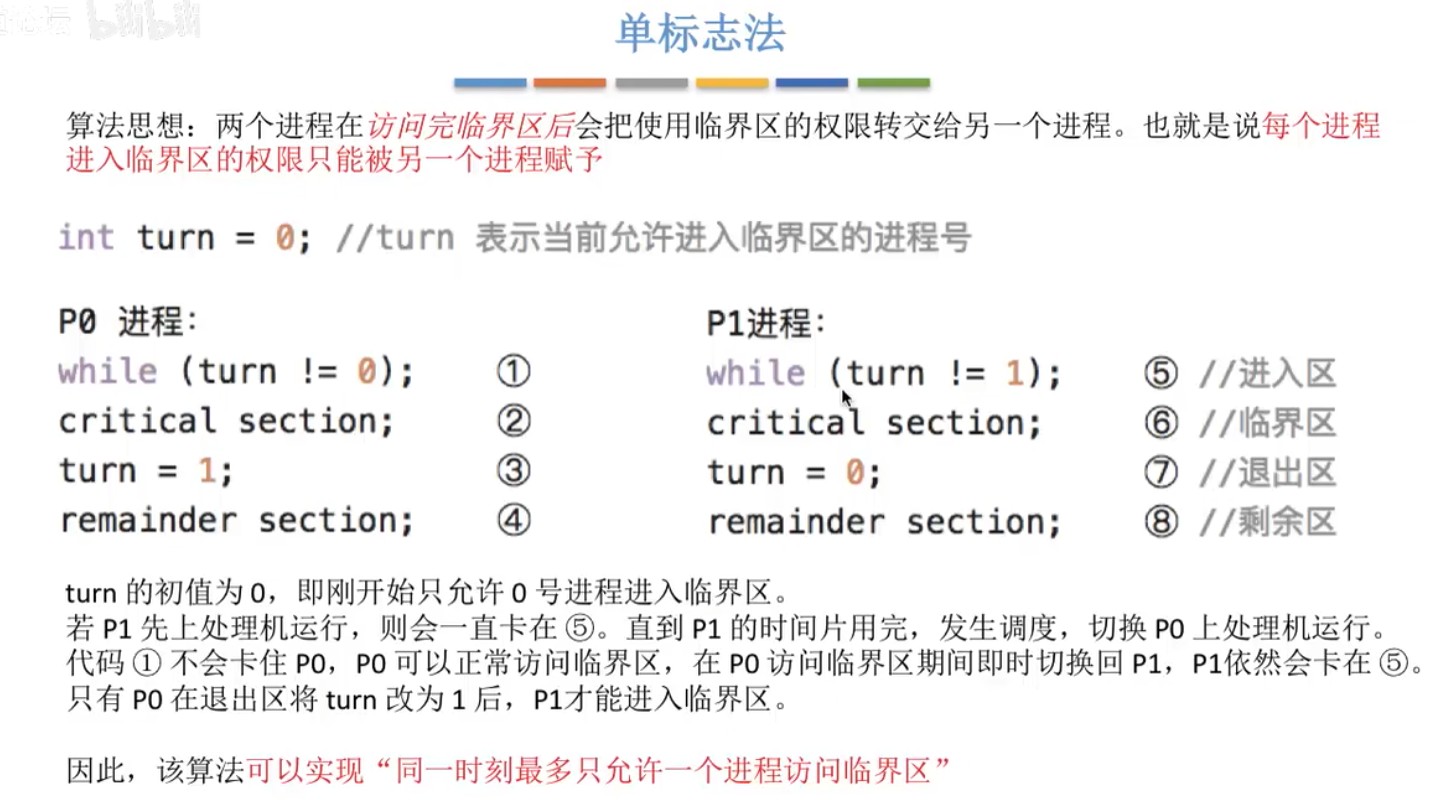 单标志法
算法思想：两个进程在访问完临界区后会把使用临界区的权限转交给另一个进程。也就是说每个进程
进入临界区的权限只能被另一个进程赋予
int turn = 0; //turn 表示当前允许进入临界区的进程号
P0 进程：
while (turn != 0); ①
critical section; ②
turn = 1; ③
remainder section; ④
P1进程：
while (turn != 1); ⑤ //进入区
critical section; ⑥ //临界区
turn = 0; ⑦ //退出区
remainder section; ⑧ //剩余区
turn 的初值为 0，即刚开始只允许 0 号进程进入临界区。
若 P1 先上处理机运行，则会一直卡在 ⑤。直到 P1 的时间片用完，发生调度，切换 P0 上处理机运行。
代码 ① 不会卡住 P0，P0 可以正常访问临界区，在 P0 访问临界区期间即时切换回 P1，P1依然会卡在 ⑤。
只有 P0 在退出区将 turn 改为 1 后，P1才能进入临界区。
因此，该算法可以实现“同一时刻最多只允许一个进程访问临界区”